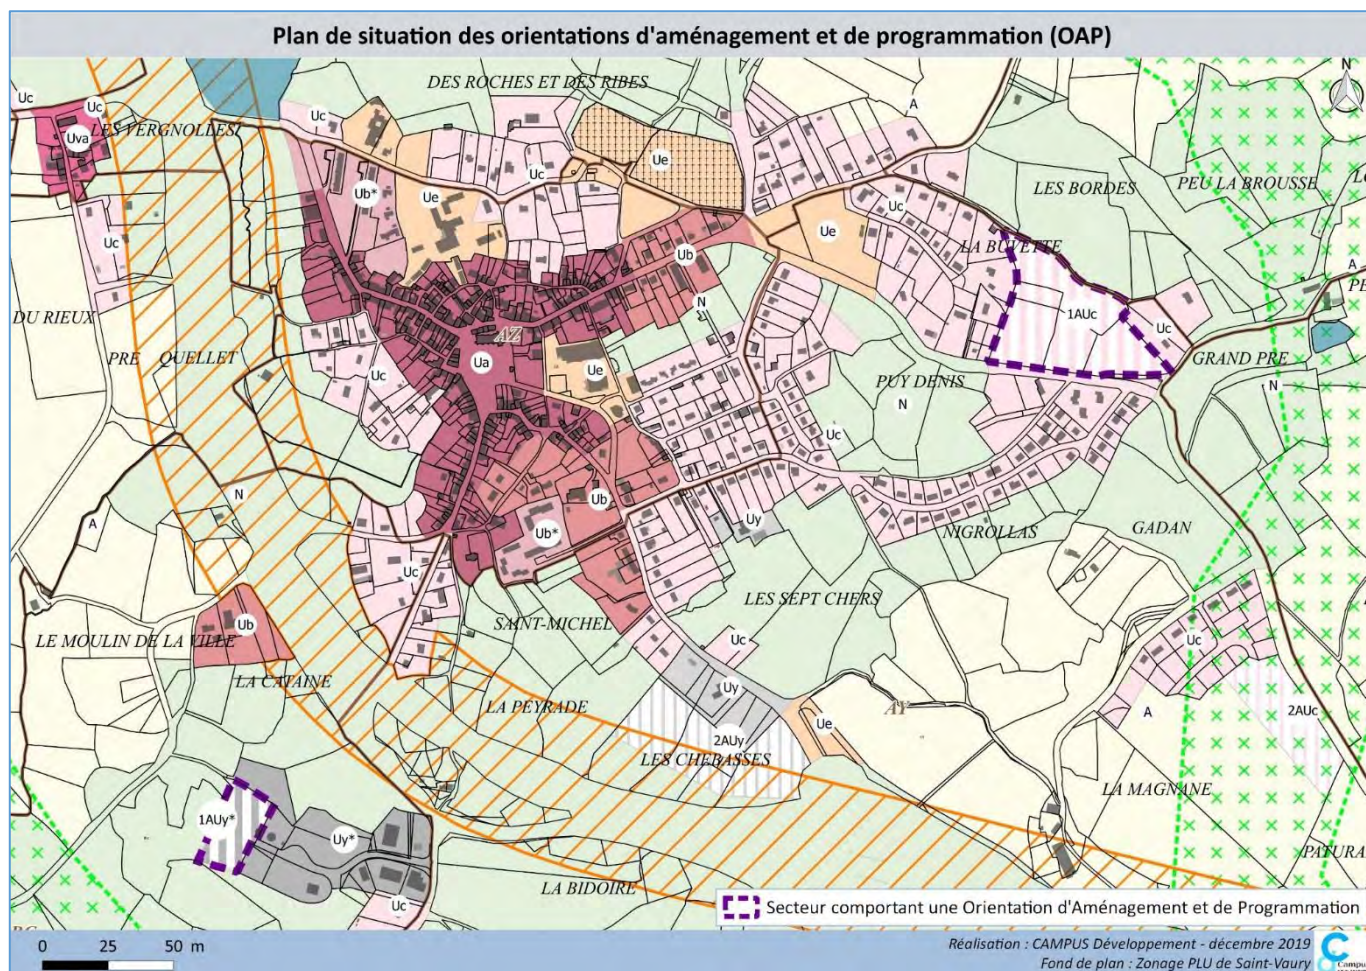 Plan de situation des orientations d'aménagement et de programmation (OAP)
DES ROCHES ET DES RIBES
N
Uc
Uc
LES VERGNOLLES
Uva
Uc
A
Ue
Uc
Ub*
Ue
LES BORDES
PEU LA BROUSSE
Uc
Uc
Ue
LA BUVETTE
Ub
A
DU RIEUX
N
1AUc
Uc
AZ
PRE QUELLET
Ua
Uc
Ue
GRAND PRE
PUY DENIS
N
N
Uc
N
A
Ub
Ub*
Uy
NIGROLLAS
GADAN
Uc
LES SEPT CHERS
SAINT-MICHEL
Ub
LE MOULIN DE LA VILLE
Uc
Uc
LA CATAINE
Uy
LA PEYRADE
AY
Ue
A
2AUc
2AUy
LES CHEBASSES
LA MAGNANE
1AUy*
Uy*
PATURA
LA BIDOIRE
Uc
Secteur comportant une Orientation d'Aménagement et de Programmation
0 25 50 m
Réalisation : CAMPUS Développement - décembre 2019
Fond de plan : Zonage PLU de Saint-Vaury
Campus